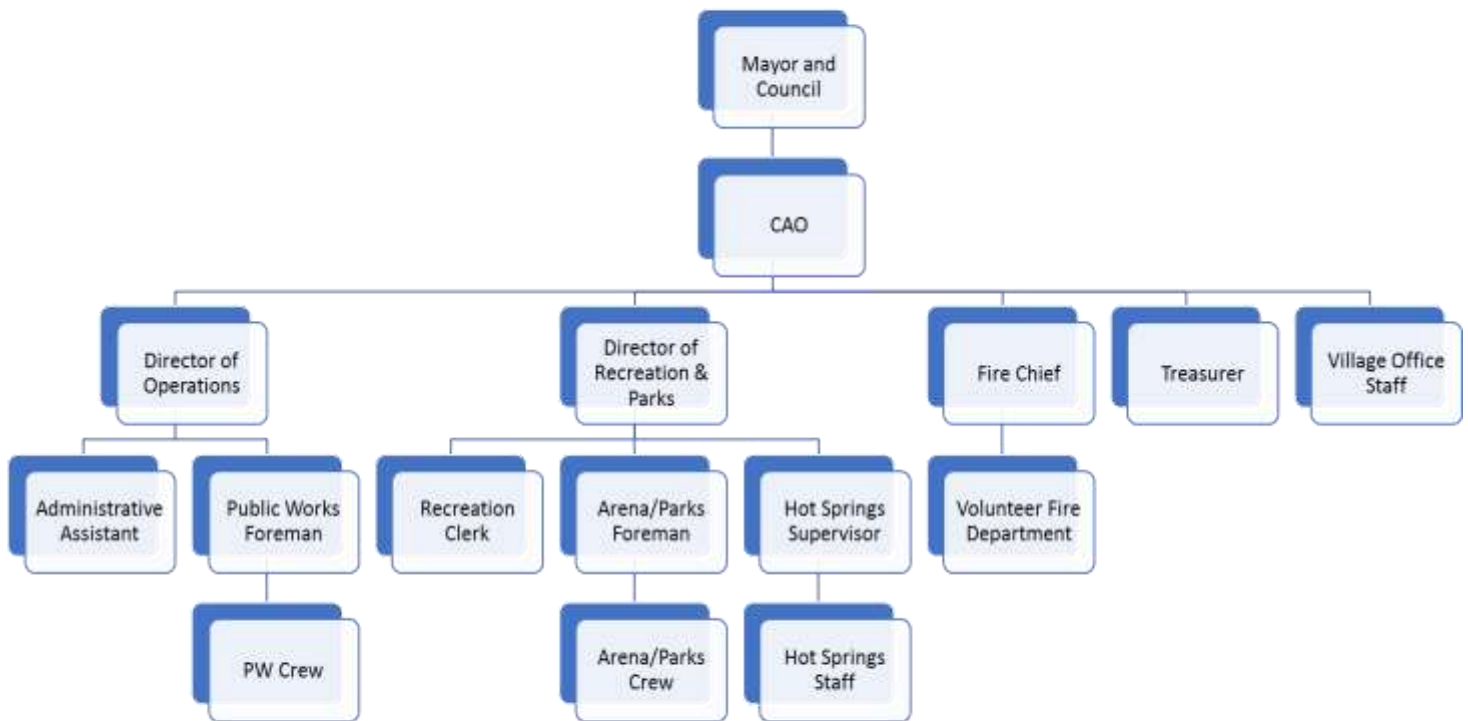 Mayor and
Council
CAO
Director of
Operations
Director of
Recreation &
Parks
Fire Chief
Treasurer
Village Office
Staff
Administrative
Assistant
Public Works
Foreman
Recreation
Clerk
Arena/Parks
Foreman
Hot Springs
Supervisor
Volunteer Fire
Department
PW Crew
Arena/Parks
Crew
Hot Springs
Staff